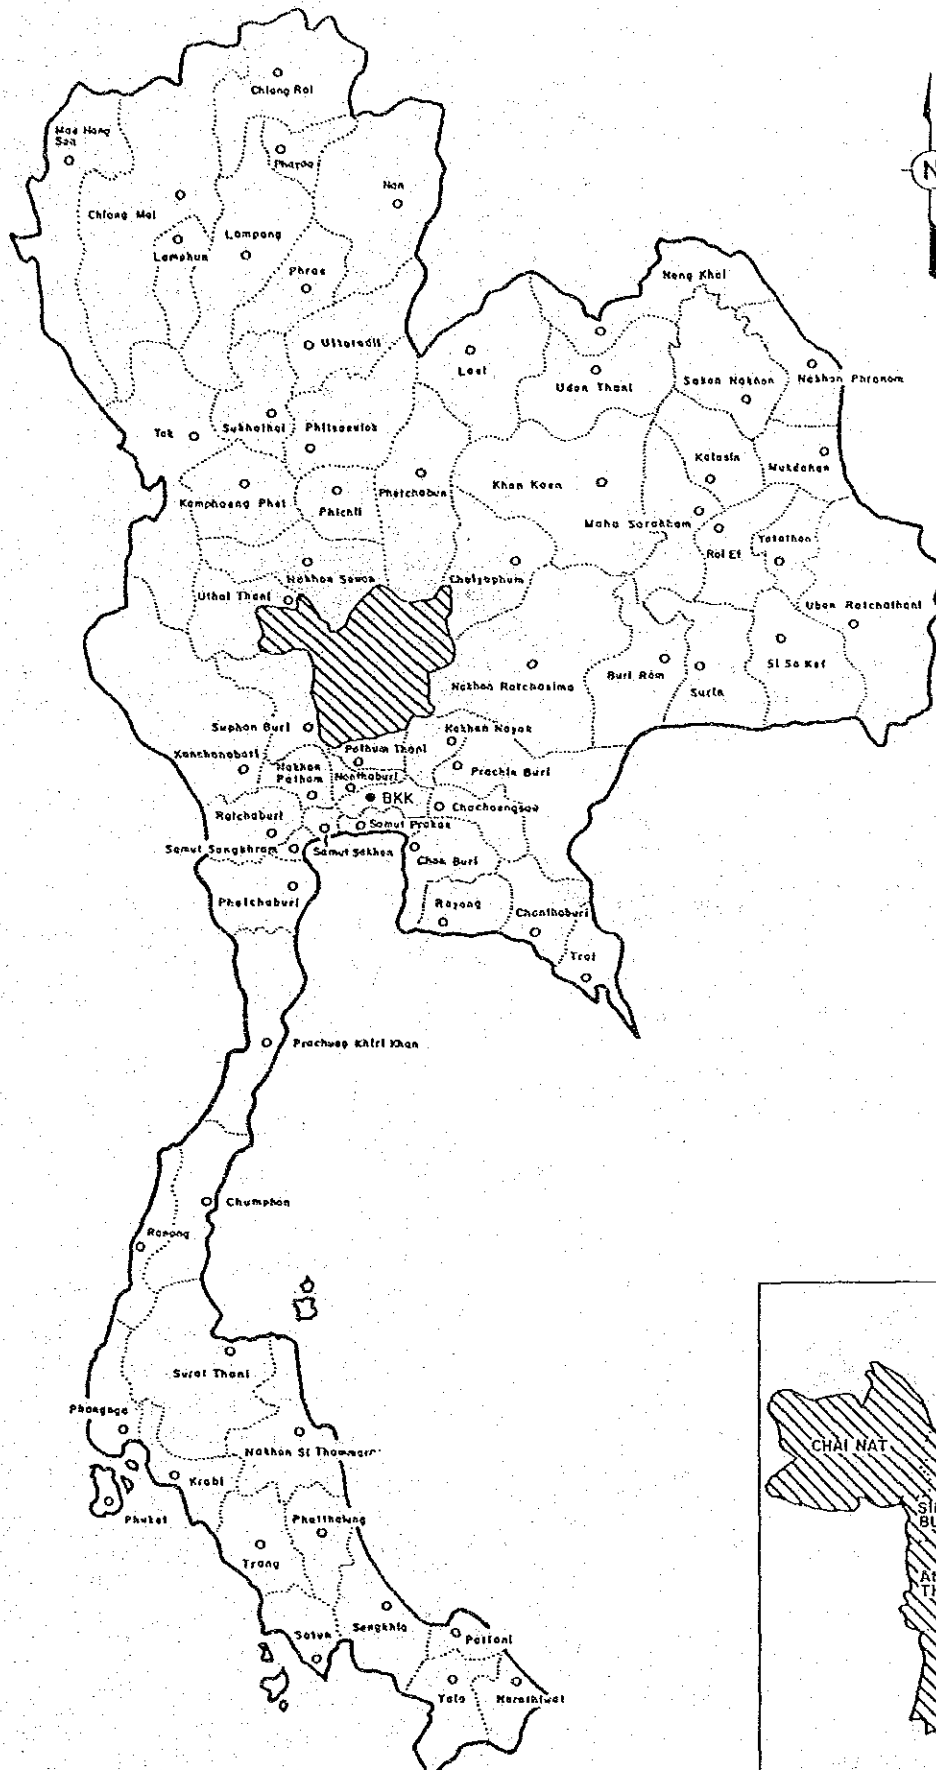 Chiang Rai
Mae Hong
Son
Phayao
Nan
Chiang Mai
Lampang
Lamphun
Phrae
Nong Khai
Uttaradit
Loei
Udon Thani
Sakon Nakhon
Nakhon Phranom
Tak
Sukhothai
Phitsanulok
Kalasin
Mukdahan
Kamphaeng Phet
Phichit
Phetchabun
Khon Kaen
Maha Sarakham
Roi Et
Yasothon
Nakhon Sawan
Chaiyaphum
Uthai Thani
Ubon Ratchathani
Si Sa Ket
Buri Ram
Surin
Nakhon Ratchasima
Suphan Buri
Nakhon Nayok
Pathum Thani
Kanchanaburi
Nakhon
Pathom
Nonthaburi
Prachin Buri
BKK
Chachoengsao
Ratchaburi
Samut Prakan
Samut Songkhram
Samut Sakhon
Chon Buri
Phetchaburi
Rayong
Chanthaburi
Trat
Prachuap Khiri Khan
Chumphon
Ranong
Surat Thani
Phangnga
Nakhon Si Thammar
Krabi
Phuket
Phatthalung
Trang
Songkhla
Satun
Pattani
Yala
Narathiwat
N
CHAI NAT